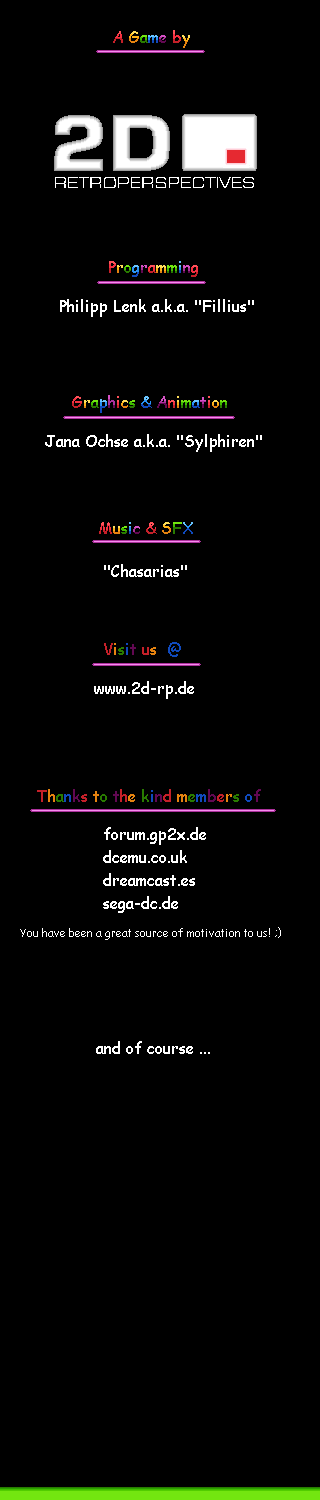 A Game by
2D
RETROPERSPECTIVES
Programming
Philipp Lenk a.k.a. "Fillius"
Graphics & Animation
Jana Ochse a.k.a. "Sylphiren"
Music & SFX
"Chasarias"
Visit us @
www.2d-rp.de
Thanks to the kind members of
forum.gp2x.de
dcemu.co.uk
dreamcast.es
sega-dc.de
You have been a great source of motivation to us! ;)
and of course ...